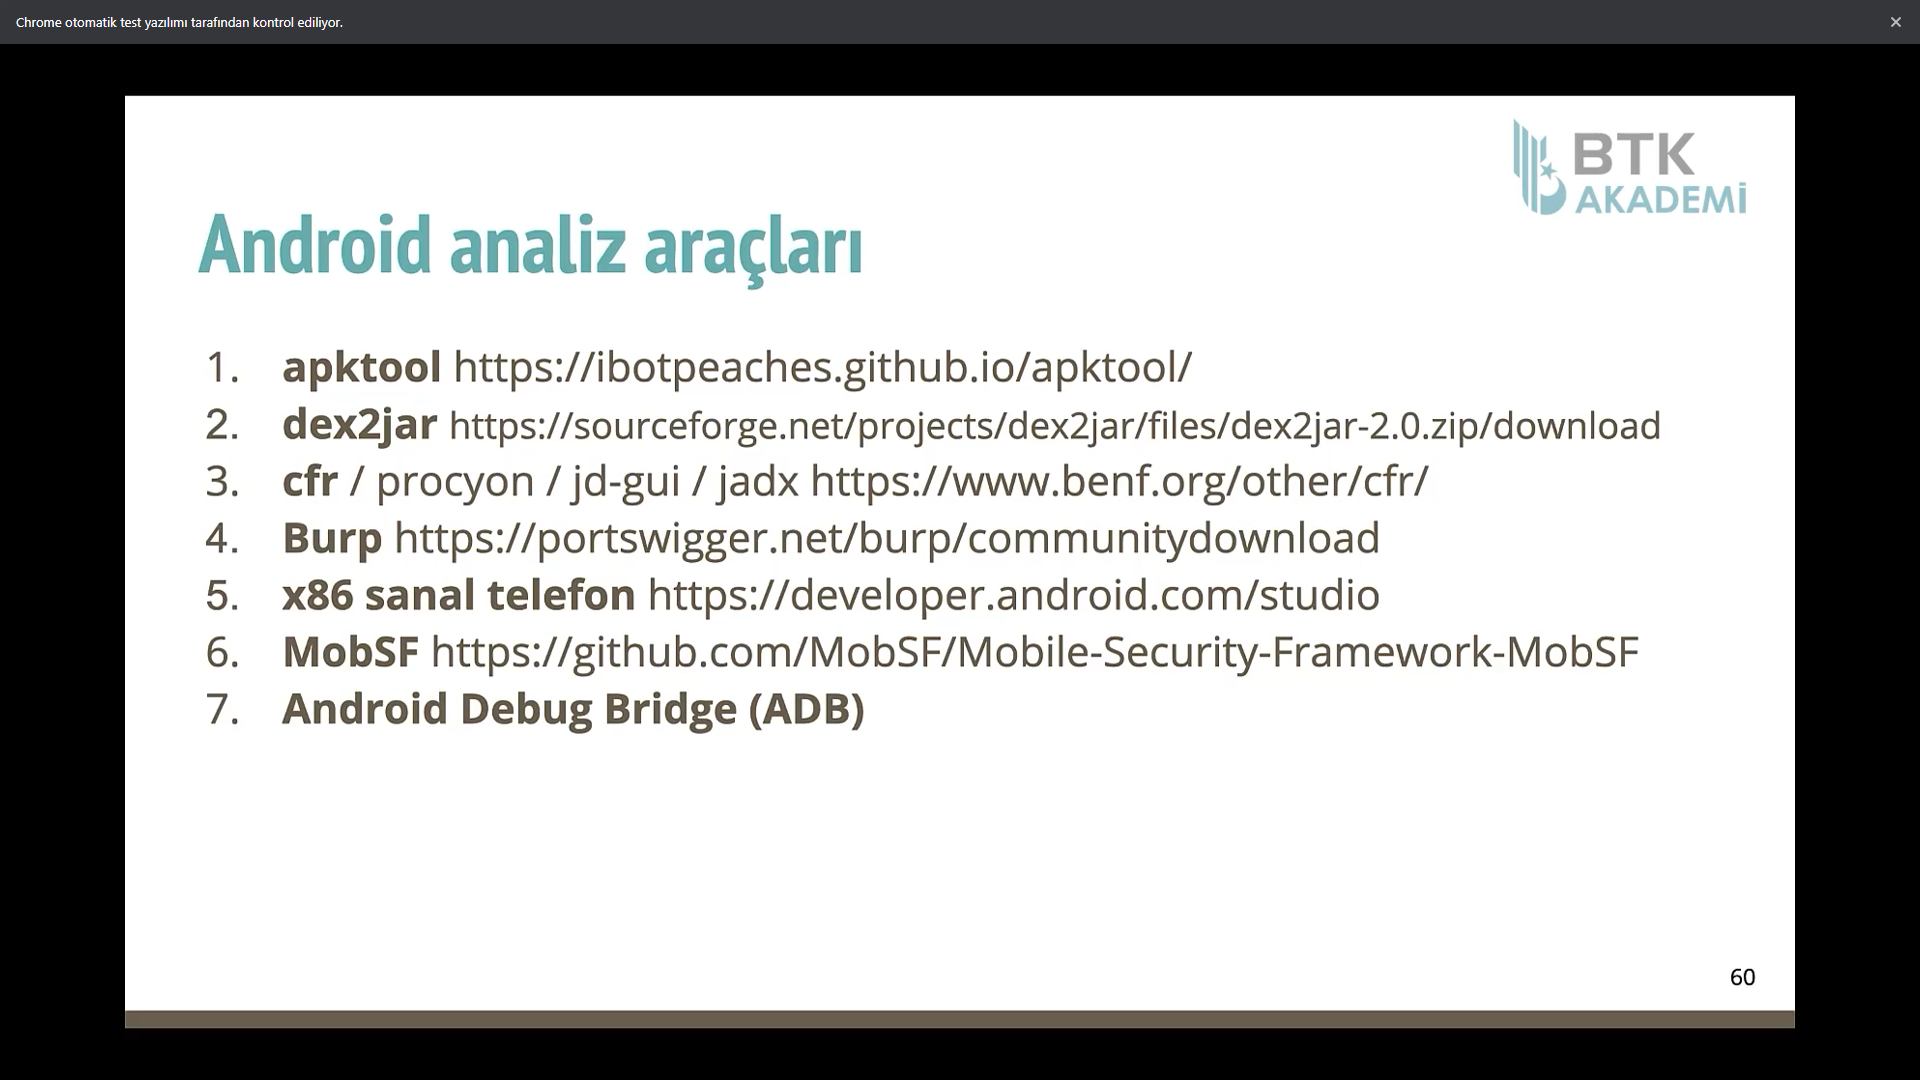 Chrome otomatik test yazılımı tarafından kontrol ediliyor.
BTK
AKADEMİ
Android analiz araçları
1. apktool https://ibotpeaches.github.io/apktool/
2. dex2jar https://sourceforge.net/projects/dex2jar/files/dex2jar-2.0.zip/download
3. cfr / procyon / jd-gui / jadx https://www.benf.org/other/cfr/
4. Burp https://portswigger.net/burp/communitydownload
5. x86 sanal telefon https://developer.android.com/studio
6. MobSF https://github.com/MobSF/Mobile-Security-Framework-MobSF
7. Android Debug Bridge (ADB)
60